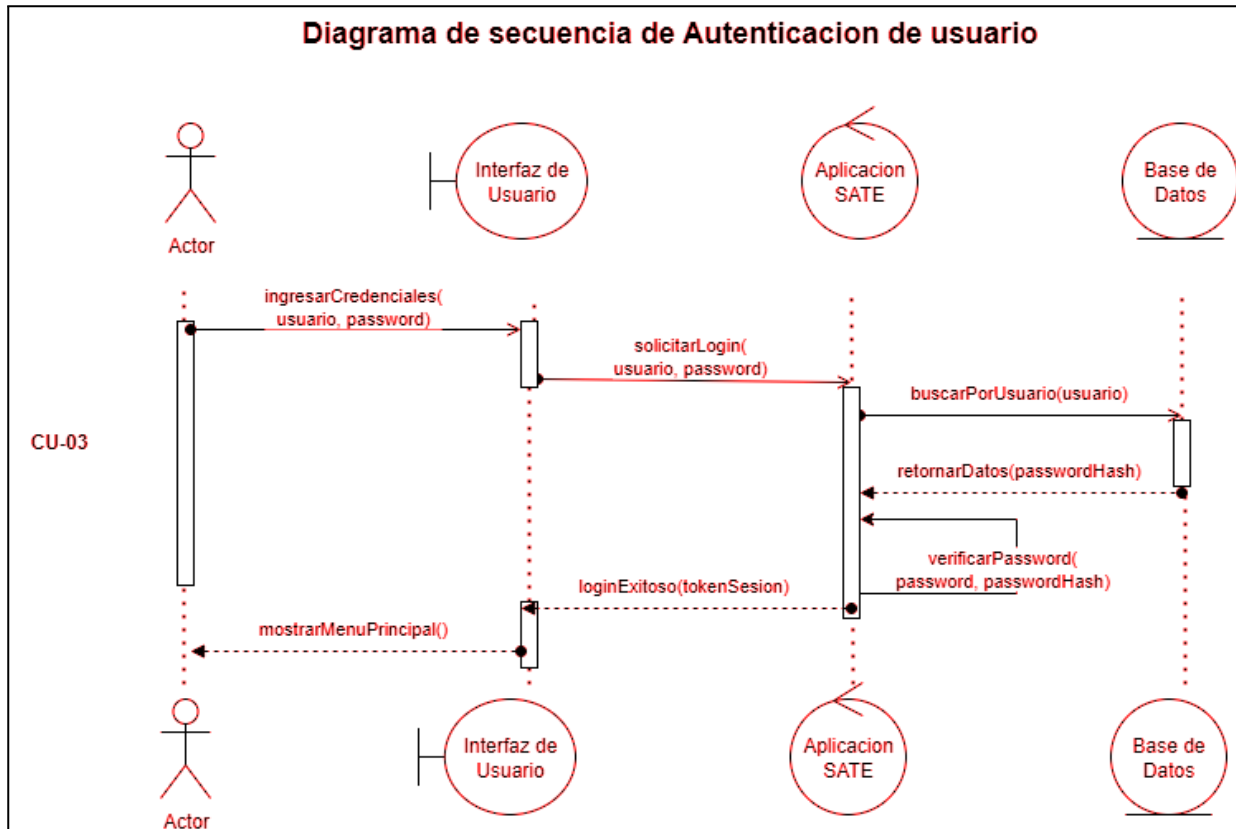 Diagrama de secuencia de Autenticacion de usuario
Interfaz de
Usuario
Aplicacion
SATE
Base de
Datos
Actor
ingresarCredenciales(
usuario, password)
solicitarLogin(
usuario, password)
buscarPorUsuario(usuario)
CU-03
retornarDatos(passwordHash)
verificarPassword(
password, passwordHash)
loginExitoso(tokenSesion)
mostrarMenuPrincipal()
Interfaz de
Usuario
Aplicacion
SATE
Base de
Datos
Actor